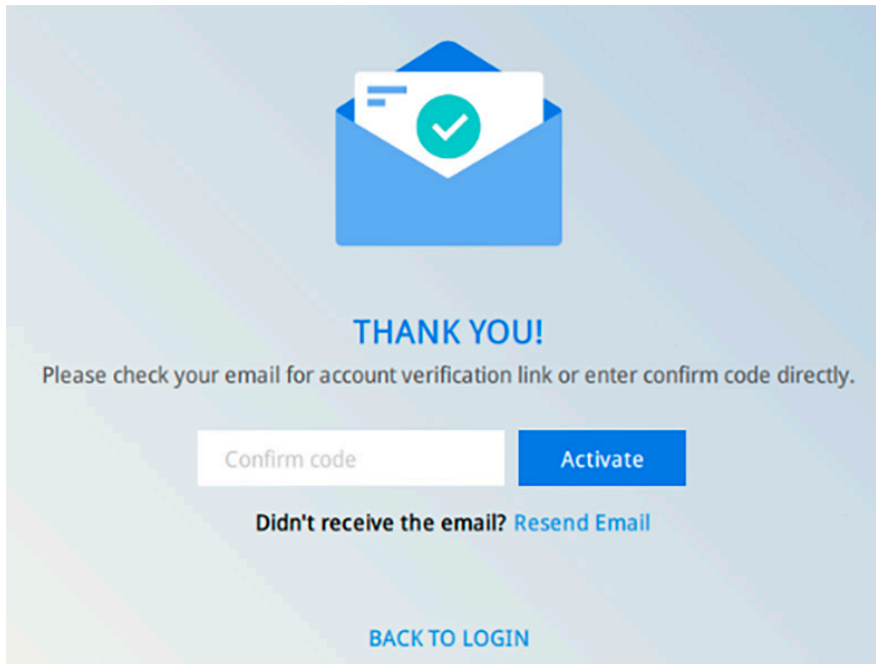 THANK YOU!
Please check your email for account verification link or enter confirm code directly.
Confirm code
Activate
Didn't receive the email? Resend Email
BACK TO LOGIN